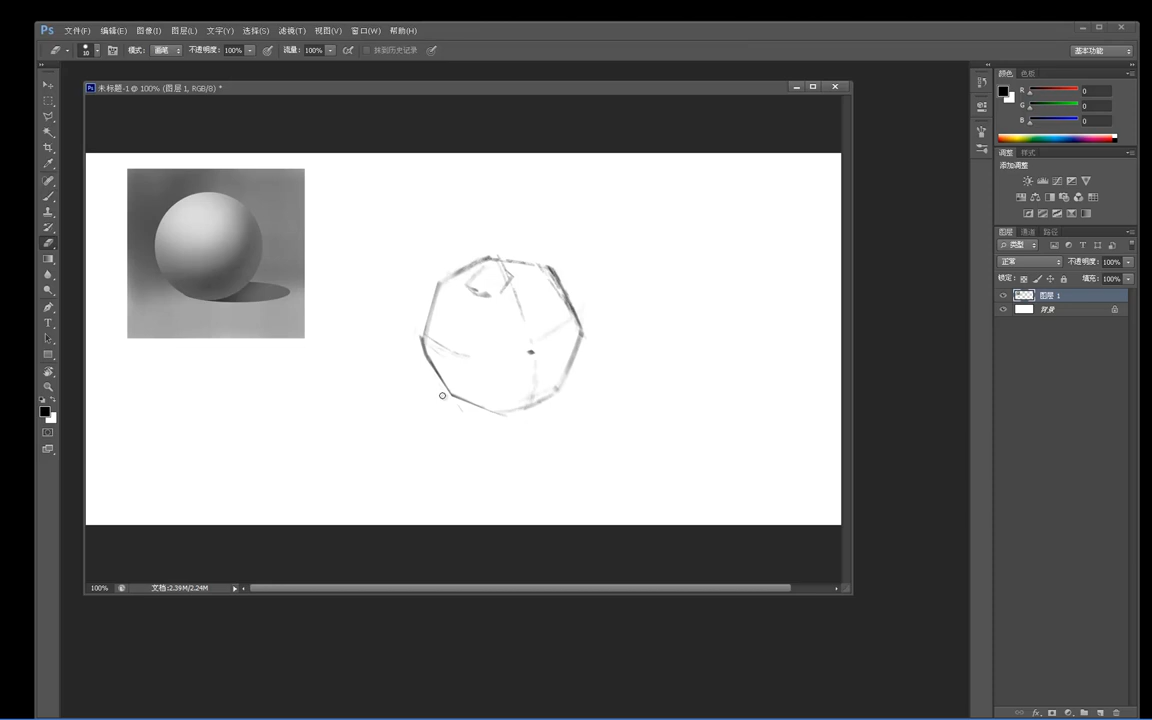 Ps 文件(F) 编辑(E) 图像(I) 图层(L) 文字(Y) 选择(S) 滤镜(T) 视图(V) 窗口(W) 帮助(H)
10 模式: 画笔 不透明度: 100% 流量: 100% 抹到历史记录 基本功能
未标题-1 @ 100% (图层 1, RGB/8) *
颜色 色板
R 0
G 0
B 0
调整 样式
添加调整
图层 通道 路径
类型
正常 不透明度: 100%
锁定: 填充: 100%
图层 1
背景
100% 文档:2.39M/2.24M